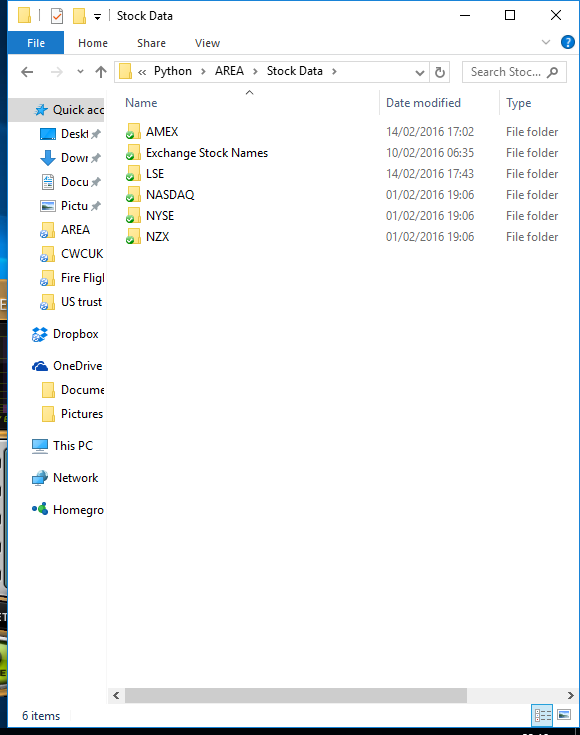 Stock Data
File Home Share View
« Python AREA Stock Data
Search Stoc...
Name Date modified Type
AMEX 14/02/2016 17:02 File folder
Exchange Stock Names 10/02/2016 06:35 File folder
LSE 14/02/2016 17:43 File folder
NASDAQ 01/02/2016 19:06 File folder
NYSE 01/02/2016 19:06 File folder
NZX 01/02/2016 19:06 File folder
Quick acc
Deskt
Dow
Docu
Pictu
AREA
CWCUK
Fire Fligh
US trust
Dropbox
OneDrive
Docume
Pictures
This PC
Network
Homegro
6 items